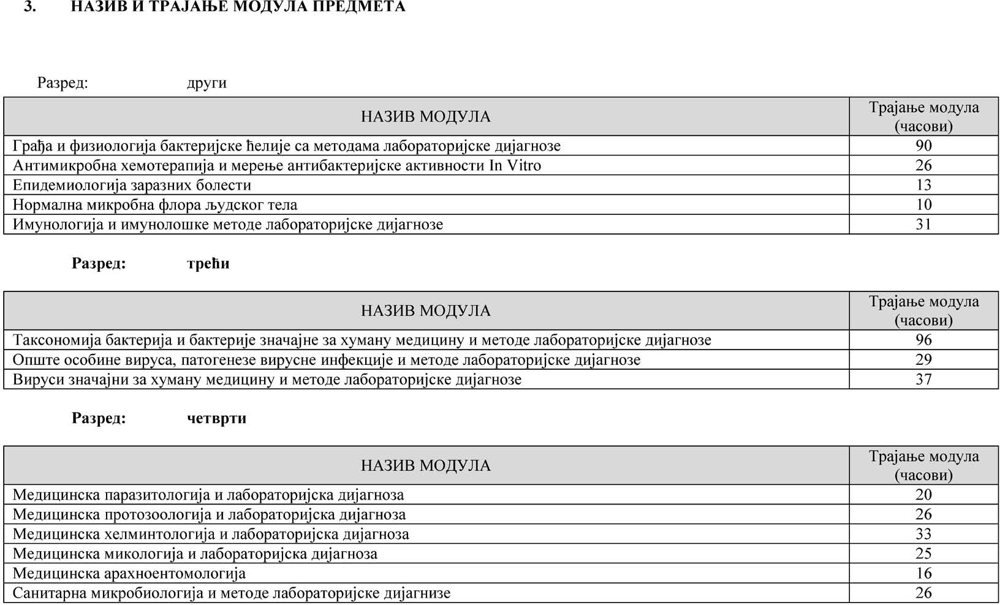 3. НАЗИВ И ТРАЈАЊЕ МОДУЛА ПРЕДМЕТА
Разред: други
НАЗИВ МОДУЛА Трајање модула (часови)
Грађа и физиологија бактеријске ћелије са методама лабораторијске дијагнозе 90
Антимикробна хемотерапија и мерење антибактеријске активности In Vitro 26
Епидемиологија заразних болести 13
Нормална микробна флора људског тела 10
Имунологија и имунолошке методе лабораторијске дијагнозе 31
Разред: трећи
НАЗИВ МОДУЛА Трајање модула (часови)
Таксономија бактерија и бактерије значајне за хуману медицину и методе лабораторијске дијагнозе 96
Опште особине вируса, патогенезе вирусне инфекције и методе лабораторијске дијагнозе 29
Вируси значајни за хуману медицину и методе лабораторијске дијагнозе 37
Разред: четврти
НАЗИВ МОДУЛА Трајање модула (часови)
Медицинска паразитологија и лабораторијска дијагноза 20
Медицинска протозоологија и лабораторијска дијагноза 26
Медицинска хелминтологија и лабораторијска дијагноза 33
Медицинска микологија и лабораторијска дијагноза 25
Медицинска арахноентомологија 16
Санитарна микробиологија и методе лабораторијске дијагнизе 26